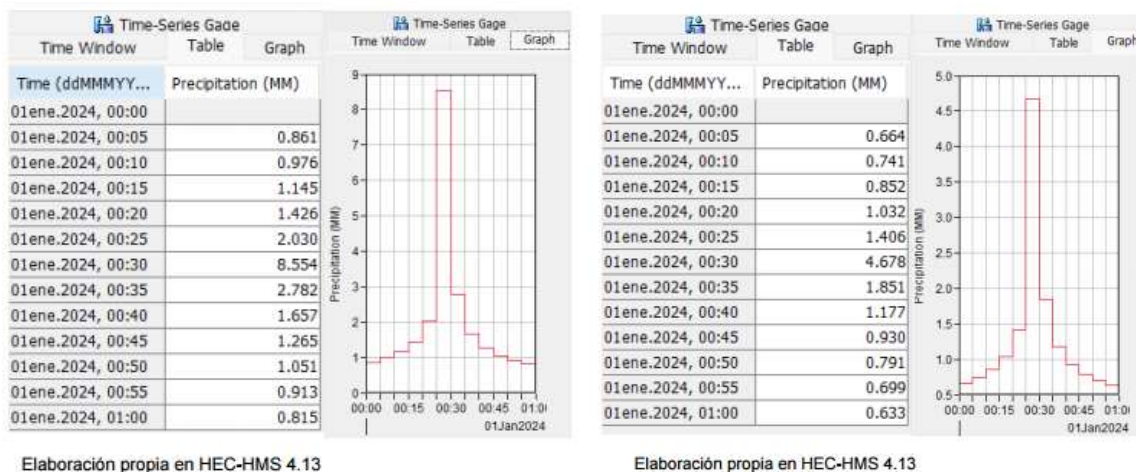 Time-Series Gage
Time Window Table Graph
Time (ddMMMYY... Precipitation (MM)
01ene.2024, 00:00
01ene.2024, 00:05 0.861
01ene.2024, 00:10 0.976
01ene.2024, 00:15 1.145
01ene.2024, 00:20 1.426
01ene.2024, 00:25 2.030
01ene.2024, 00:30 8.554
01ene.2024, 00:35 2.782
01ene.2024, 00:40 1.657
01ene.2024, 00:45 1.265
01ene.2024, 00:50 1.051
01ene.2024, 00:55 0.913
01ene.2024, 01:00 0.815
Time-Series Gage
Time Window Table Graph
Precipitation (MM)
9
8
7
6
5
4
3
2
1
0
00:00 00:15 00:30 00:45 01:0
01Jan2024
Elaboración propia en HEC-HMS 4.13
Time-Series Gage
Time Window Table Graph
Time (ddMMMYY... Precipitation (MM)
01ene.2024, 00:00
01ene.2024, 00:05 0.664
01ene.2024, 00:10 0.741
01ene.2024, 00:15 0.852
01ene.2024, 00:20 1.032
01ene.2024, 00:25 1.406
01ene.2024, 00:30 4.678
01ene.2024, 00:35 1.851
01ene.2024, 00:40 1.177
01ene.2024, 00:45 0.930
01ene.2024, 00:50 0.791
01ene.2024, 00:55 0.699
01ene.2024, 01:00 0.633
Time-Series Gage
Time Window Table Graph
Precipitation (MM)
5.0
4.5
4.0
3.5
3.0
2.5
2.0
1.5
1.0
0.5
00:00 00:15 00:30 00:45 01:0
01Jan2024
Elaboración propia en HEC-HMS 4.13